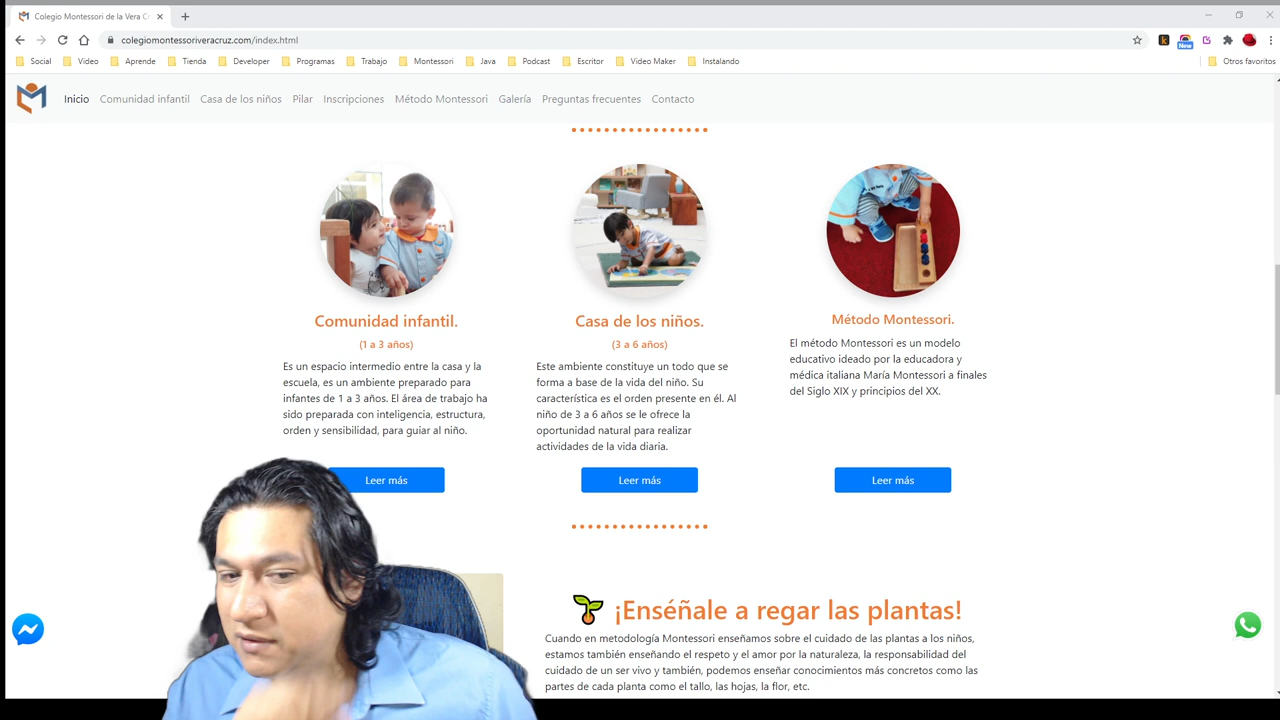 Colegio Montessori de la Vera Cr
colegiomontessoriveracruz.com/index.html
New
Social Video Aprende Tienda Developer Programas Trabajo Montessori Java Podcast Escritor Video Maker Instalando Otros favoritos
Inicio Comunidad infantil Casa de los niños Pilar Inscripciones Método Montessori Galería Preguntas frecuentes Contacto
Comunidad infantil.
(1 a 3 años)
Es un espacio intermedio entre la casa y la
escuela, es un ambiente preparado para
infantes de 1 a 3 años. El área de trabajo ha
sido preparada con inteligencia, estructura,
orden y sensibilidad, para guiar al niño.
Leer más
Casa de los niños.
(3 a 6 años)
Este ambiente constituye un todo que se
forma a base de la vida del niño. Su
característica es el orden presente en él. Al
niño de 3 a 6 años se le ofrece la
oportunidad natural para realizar
actividades de la vida diaria.
Leer más
Método Montessori.
El método Montessori es un modelo
educativo ideado por la educadora y
médica italiana María Montessori a finales
del Siglo XIX y principios del XX.
Leer más
¡Enséñale a regar las plantas!
Cuando en metodología Montessori enseñamos sobre el cuidado de las plantas a los niños,
estamos también enseñando el respeto y el amor por la naturaleza, la responsabilidad del
cuidado de un ser vivo y también, podemos enseñar conocimientos más concretos como las
partes de cada planta como el tallo, las hojas, la flor, etc.